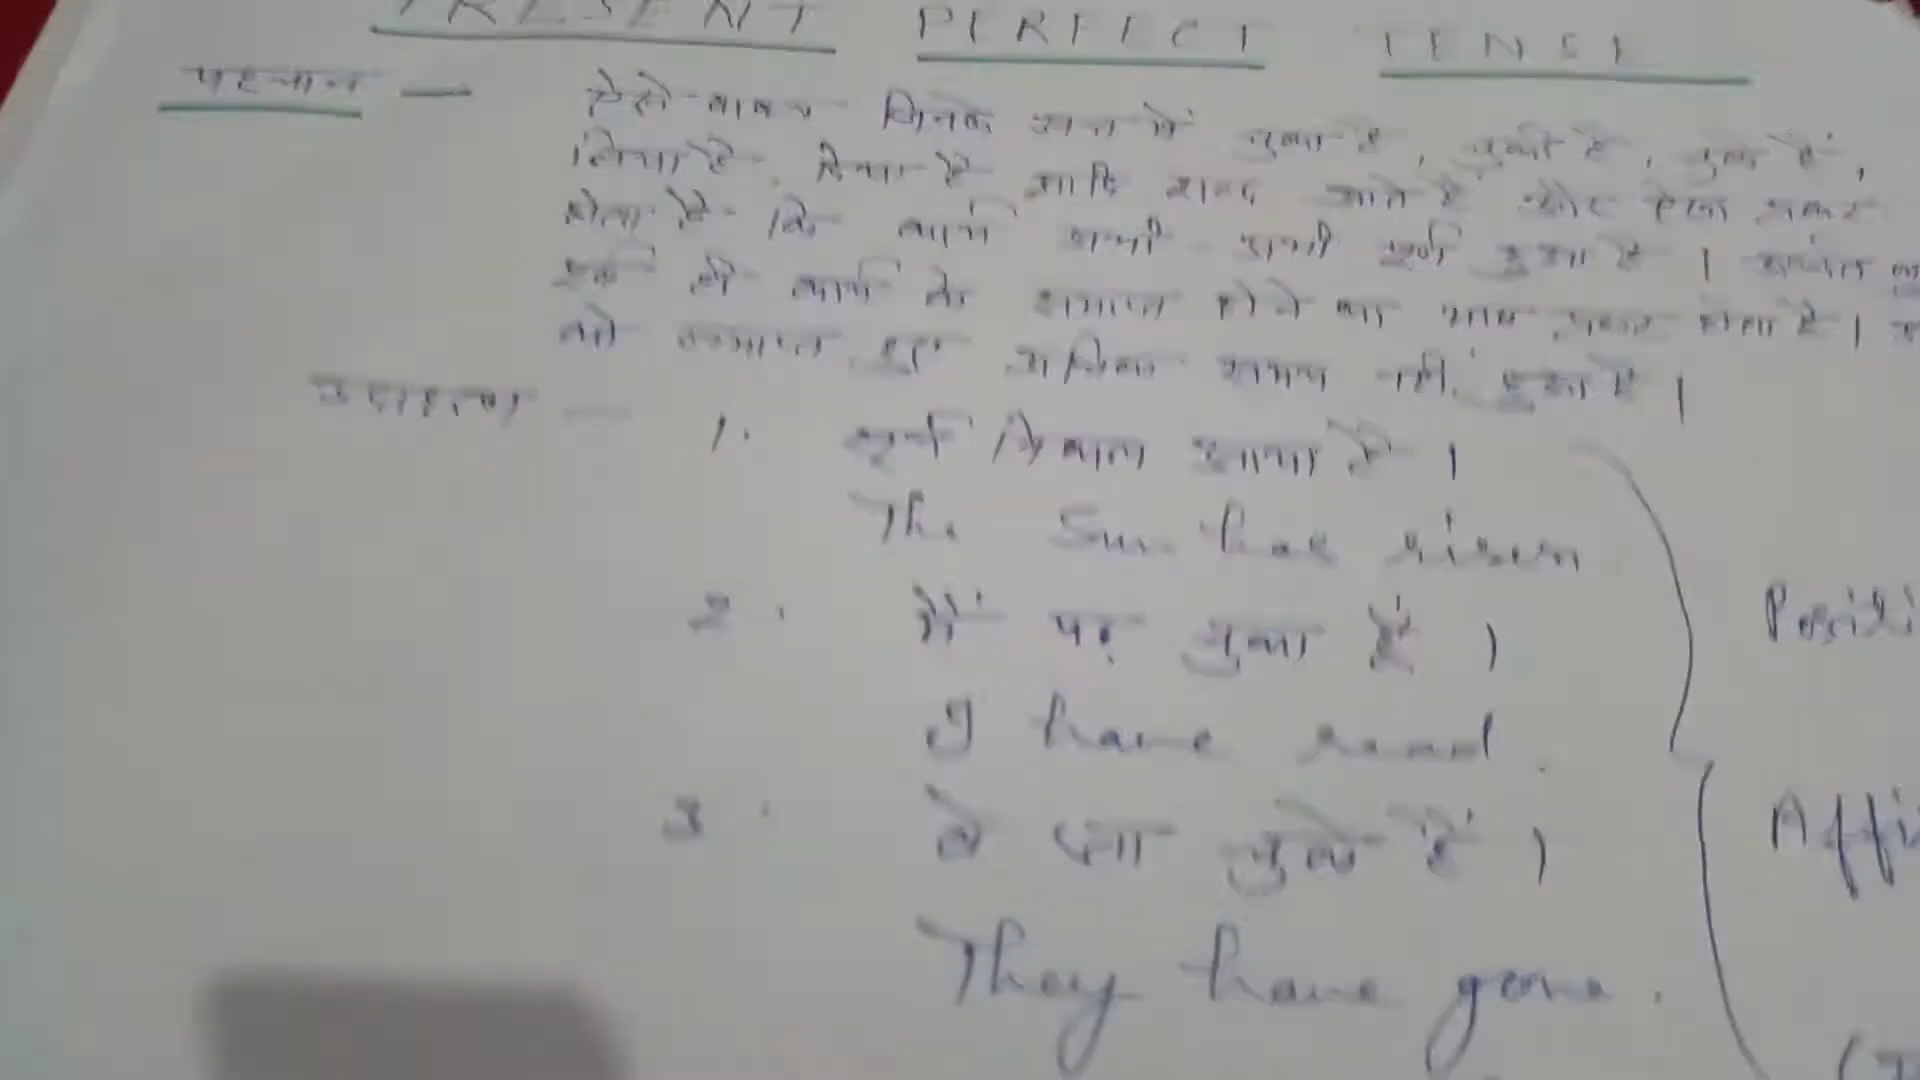 PRESENT PERFECT TENSE
पहचान — ऐसे वाक्य जिनके अन्त में चुका है, चुकी है, चुके हैं,
लिया है, दिया है आदि शब्द आते हैं और ऐसा प्रकट
होता है कि कार्य अभी-अभी पूर्ण हुआ है ।
ही कार्य के समाप्त होने का भाव प्रकट होता है ।
को समाप्त हुए अधिक समय नहीं हुआ है ।
उदाहरण — 1. सूर्य निकल आया है ।
The Sun has risen
2. मैं पढ़ चुका हूँ ।
I have read.
3. वे जा चुके हैं ।
They have gone.
Positi
Affi